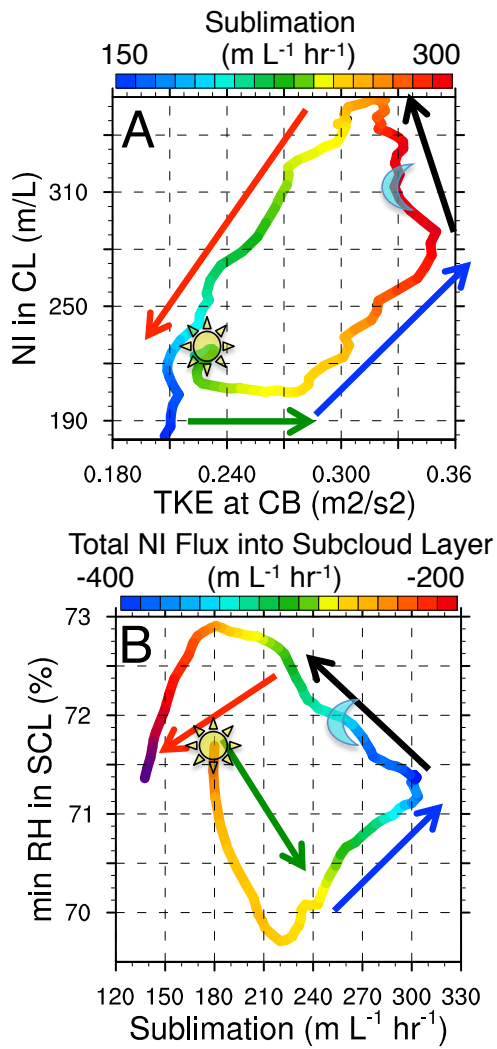 Sublimation
150 (m L-1 hr-1) 300
A
310
250
190
NI in CL (m/L)
0.180 0.240 0.300 0.36
TKE at CB (m2/s2)
Total NI Flux into Subcloud Layer
-400 (m L-1 hr-1) -200
B
73
72
71
70
min RH in SCL (%)
120 150 180 210 240 270 300 330
Sublimation (m L-1 hr-1)